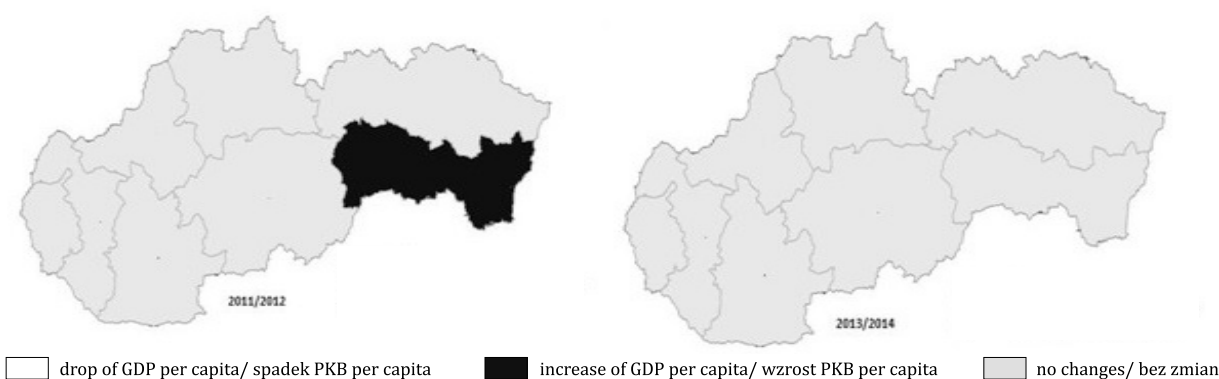 2011/2012
2013/2014
drop of GDP per capita/ spadek PKB per capita
increase of GDP per capita/ wzrost PKB per capita
no changes/ bez zmian